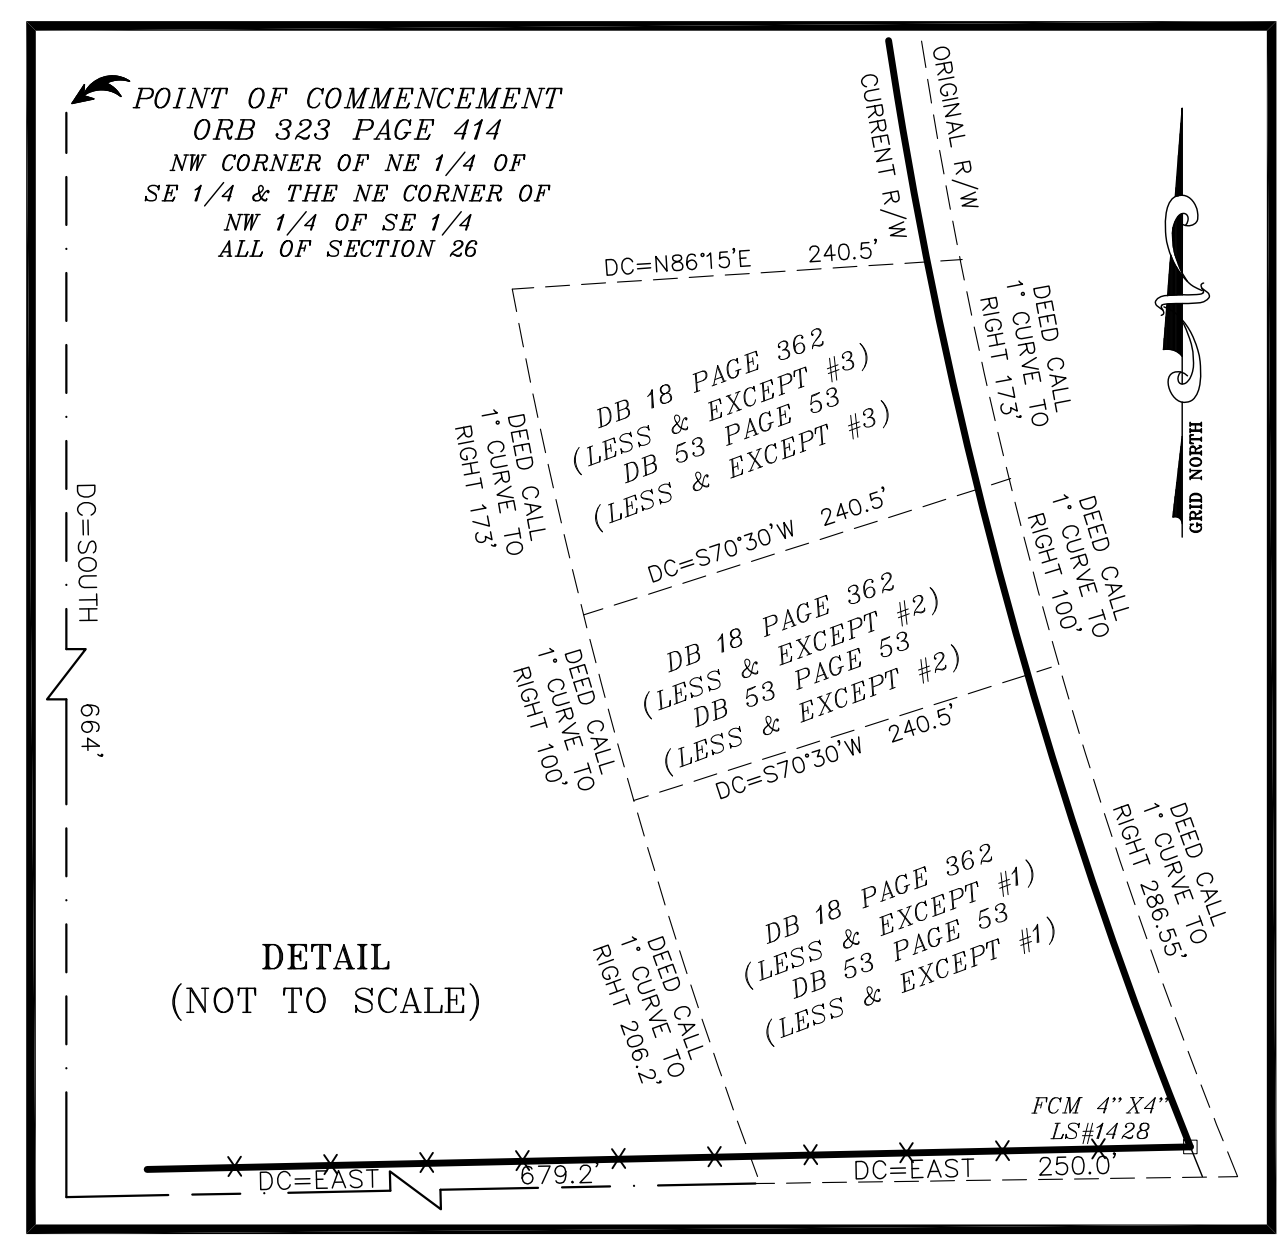 POINT OF COMMENCEMENT
ORB 323 PAGE 414
NW CORNER OF NE 1/4 OF
SE 1/4 & THE NE CORNER OF
NW 1/4 OF SE 1/4
ALL OF SECTION 26
CURRENT R/W
ORIGINAL R/W
DC=N86°15'E 240.5'
DEED CALL
1° CURVE TO
RIGHT 173'
GRID NORTH
DB 18 PAGE 362
(LESS & EXCEPT #3)
DB 53 PAGE 53
(LESS & EXCEPT #3)
DEED CALL
1° CURVE TO
RIGHT 173'
DC=SOUTH
664'
DC=S70°30'W 240.5'
DEED CALL
1° CURVE TO
RIGHT 100'
DB 18 PAGE 362
(LESS & EXCEPT #2)
DB 53 PAGE 53
(LESS & EXCEPT #2)
DEED CALL
1° CURVE TO
RIGHT 100'
DC=S70°30'W 240.5'
DEED CALL
1° CURVE TO
RIGHT 286.55'
DB 18 PAGE 362
(LESS & EXCEPT #1)
DB 53 PAGE 53
(LESS & EXCEPT #1)
DEED CALL
1° CURVE TO
RIGHT 206.2'
DETAIL
(NOT TO SCALE)
FCM 4"X4"
LS#1428
DC=EAST 679.2'
DC=EAST 250.0'